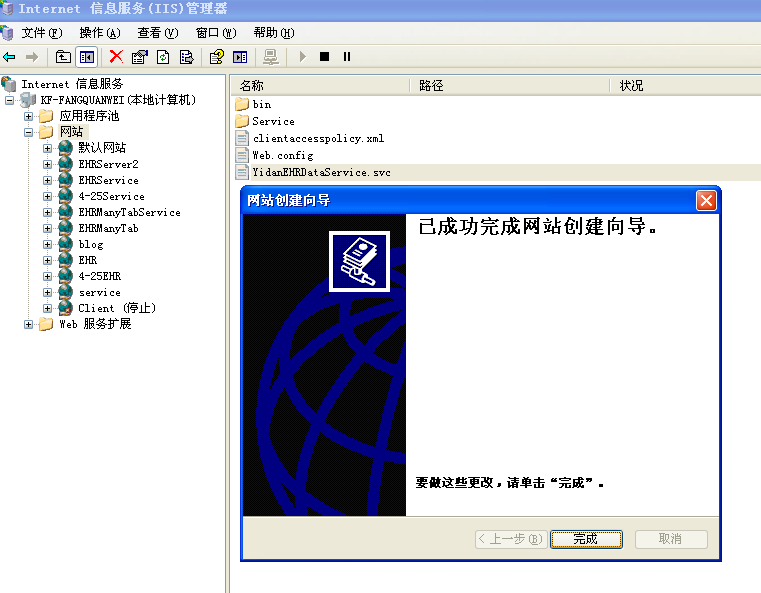 Internet 信息服务(IIS)管理器
文件(F) 操作(A) 查看(V) 窗口(W) 帮助(H)
Internet 信息服务
KF-FANGQUANWEI(本地计算机)
应用程序池
网站
默认网站
EHRServer2
EHRService
4-25Service
EHRManyTabService
EHRManyTab
blog
EHR
4-25EHR
service
Client (停止)
Web 服务扩展
名称 路径 状况
bin
Service
clientaccesspolicy.xml
Web.config
YidanEHRDataService.svc
网站创建向导
已成功完成网站创建向导。
要做这些更改,请单击“完成”。
< 上一步(B) 完成 取消